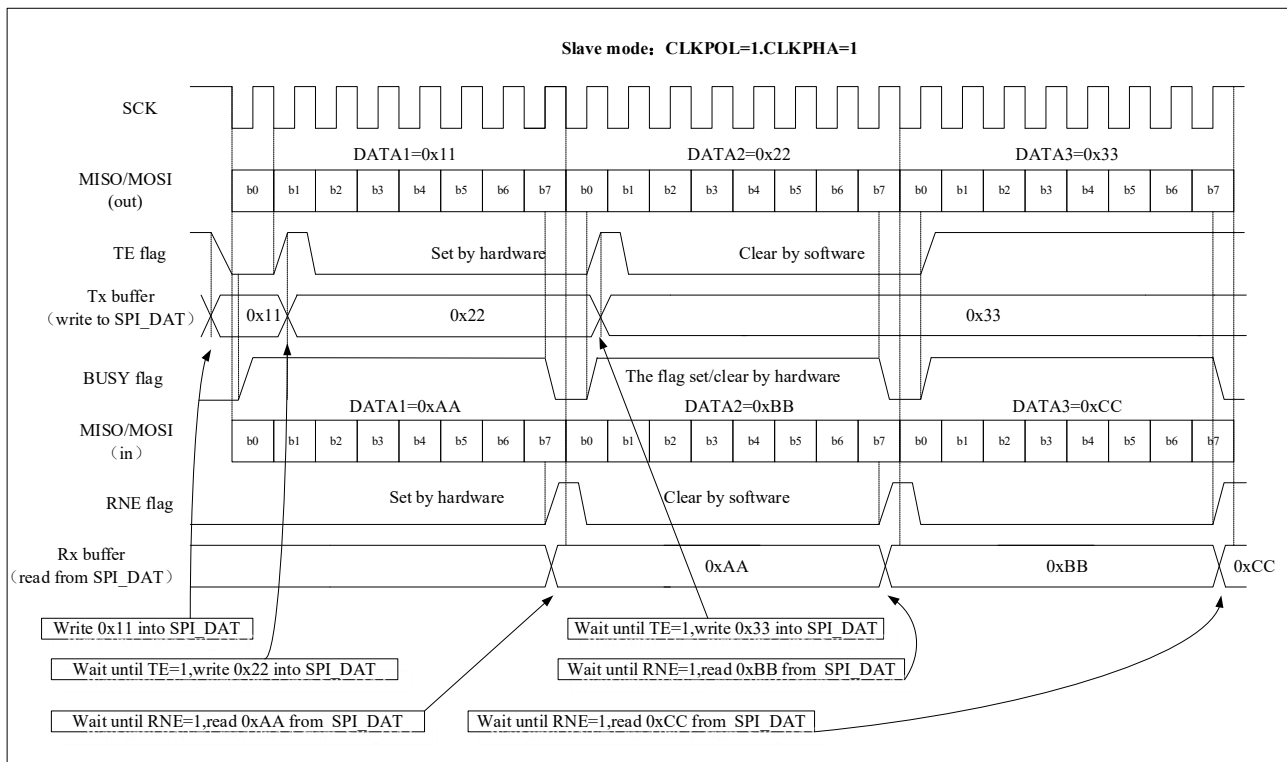 Slave mode：CLKPOL=1.CLKPHA=1
SCK
DATA1=0x11 DATA2=0x22 DATA3=0x33
MISO/MOSI
(out)
b0 b1 b2 b3 b4 b5 b6 b7 b0 b1 b2 b3 b4 b5 b6 b7 b0 b1 b2 b3 b4 b5 b6 b7
TE flag Set by hardware Clear by software
Tx buffer
（write to SPI_DAT） 0x11 0x22 0x33
BUSY flag The flag set/clear by hardware
DATA1=0xAA DATA2=0xBB DATA3=0xCC
MISO/MOSI
（in） b0 b1 b2 b3 b4 b5 b6 b7 b0 b1 b2 b3 b4 b5 b6 b7 b0 b1 b2 b3 b4 b5 b6 b7
RNE flag Set by hardware Clear by software
Rx buffer
（read from SPI_DAT） 0xAA 0xBB 0xCC
Write 0x11 into SPI_DAT Wait until TE=1,write 0x33 into SPI_DAT
Wait until TE=1,write 0x22 into SPI_DAT Wait until RNE=1,read 0xBB from SPI_DAT
Wait until RNE=1,read 0xAA from SPI_DAT Wait until RNE=1,read 0xCC from SPI_DAT